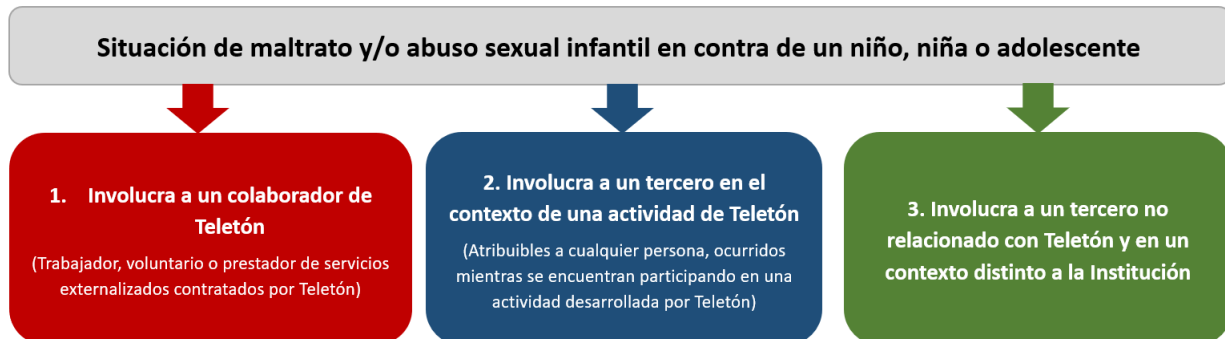 Situación de maltrato y/o abuso sexual infantil en contra de un niño, niña o adolescente
1. Involucra a un colaborador de
Teletón
(Trabajador, voluntario o prestador de servicios
externalizados contratados por Teletón)
2. Involucra a un tercero en el
contexto de una actividad de Teletón
(Atribuibles a cualquier persona, ocurridos
mientras se encuentran participando en una
actividad desarrollada por Teletón)
3. Involucra a un tercero no
relacionado con Teletón y en un
contexto distinto a la Institución